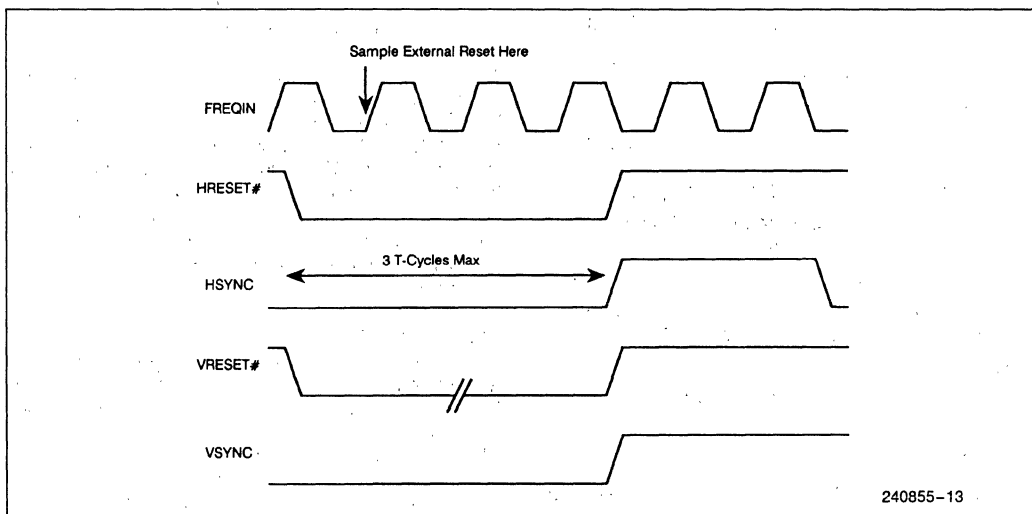 Sample External Reset Here
FREQIN
HRESET#
3 T-Cycles Max
HSYNC
VRESET#
VSYNC
240855-13